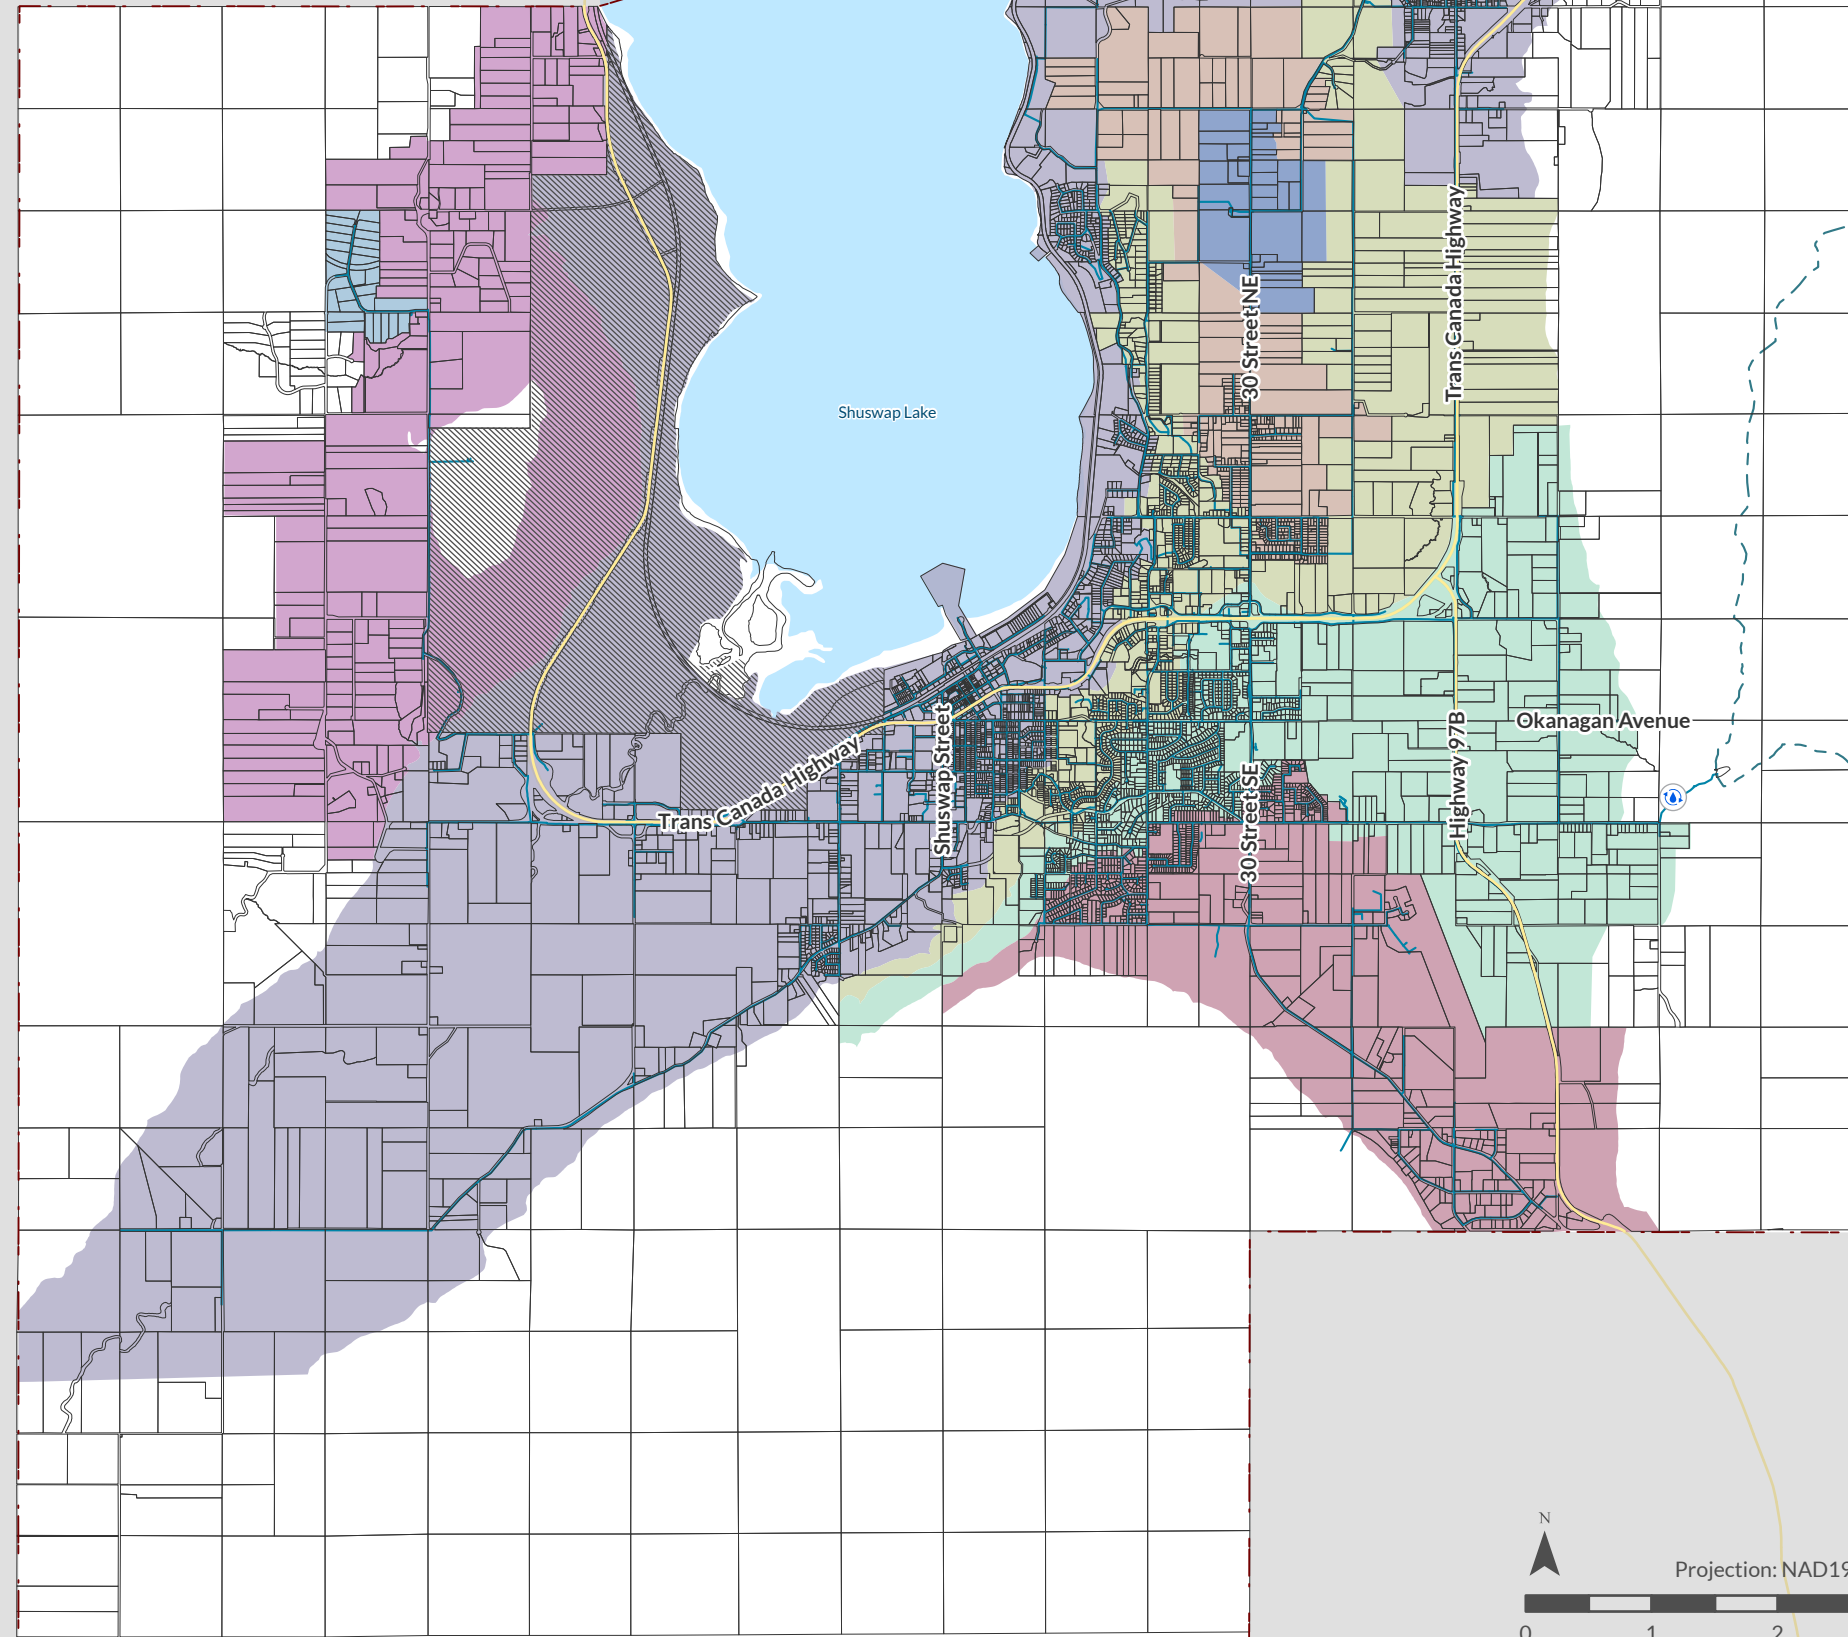 Trans Canada Highway
30 Street NE
Shuswap Lake
Okanagan Avenue
Highway 97B
Shuswap Street
Trans Canada Highway
30 Street SE
N
Projection: NAD19
0 1 2